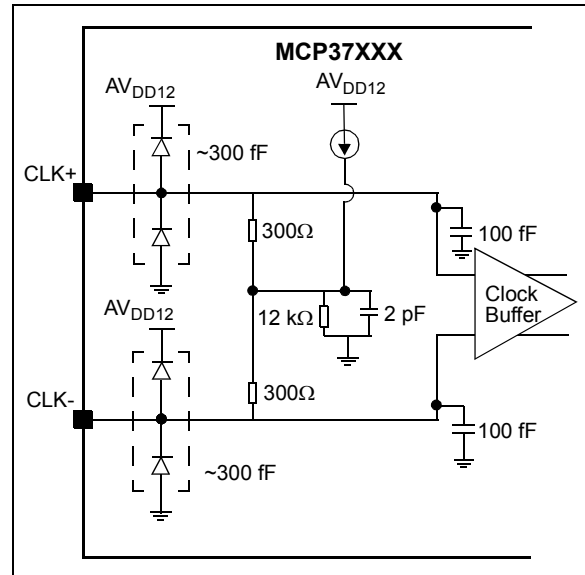 MCP37XXX
AVDD12
AVDD12
~300 fF
CLK+
300Ω
100 fF
Clock
Buffer
12 kΩ
2 pF
AVDD12
300Ω
CLK-
100 fF
~300 fF